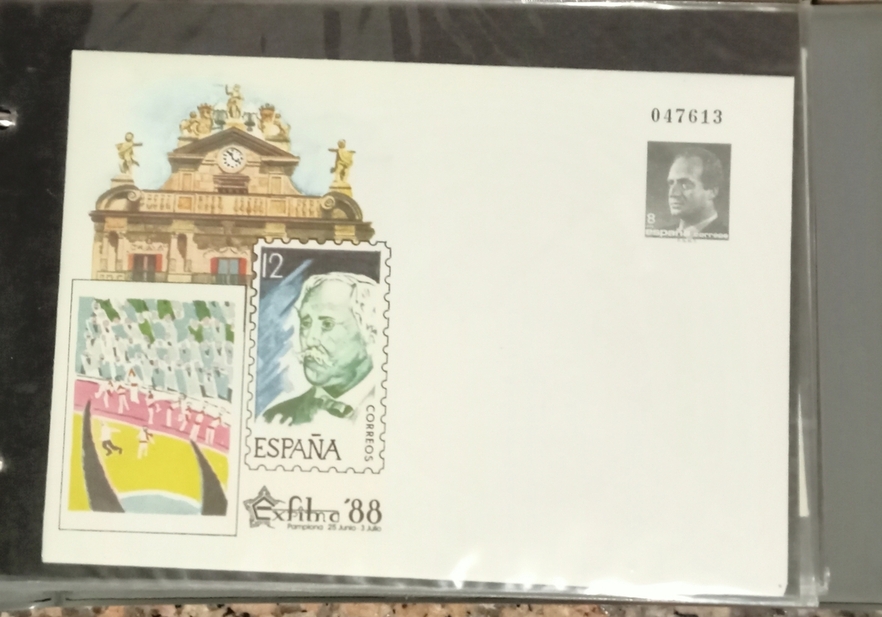 047613
8
españa correos
12
CORREOS
ESPAÑA
Exfilna '88
Pamplona 25 Junio 3 Julio